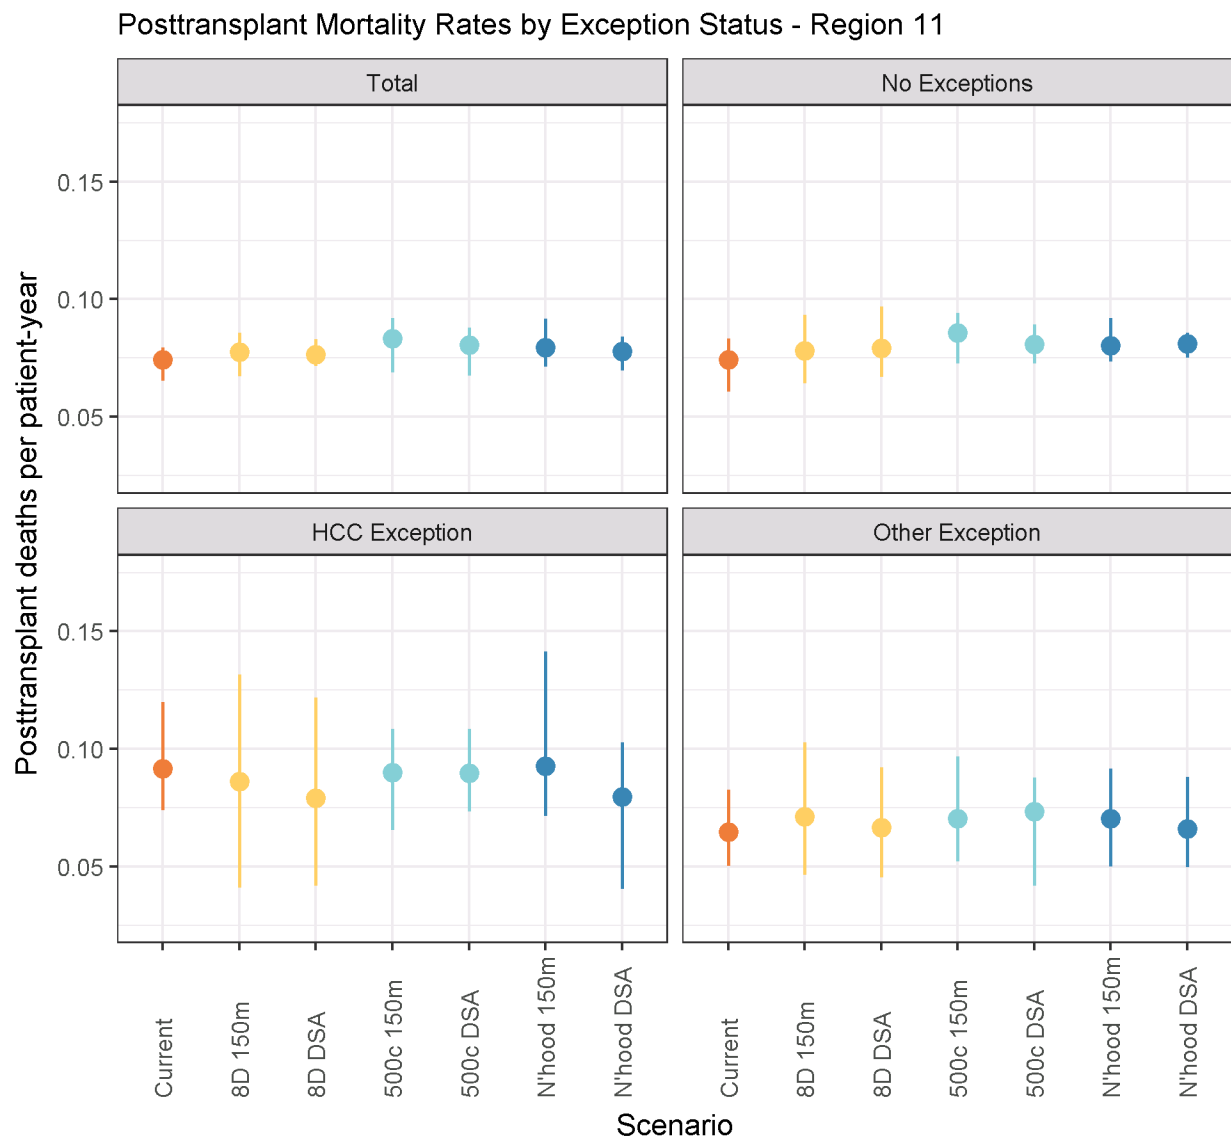 Posttransplant Mortality Rates by Exception Status - Region 11
Total
No Exceptions
0.15
0.10
0.05
HCC Exception
Other Exception
0.15
0.10
0.05
Posttransplant deaths per patient-year
Current
8D 150m
8D DSA
500c 150m
500c DSA
N'hood 150m
N'hood DSA
Current
8D 150m
8D DSA
500c 150m
500c DSA
N'hood 150m
N'hood DSA
Scenario